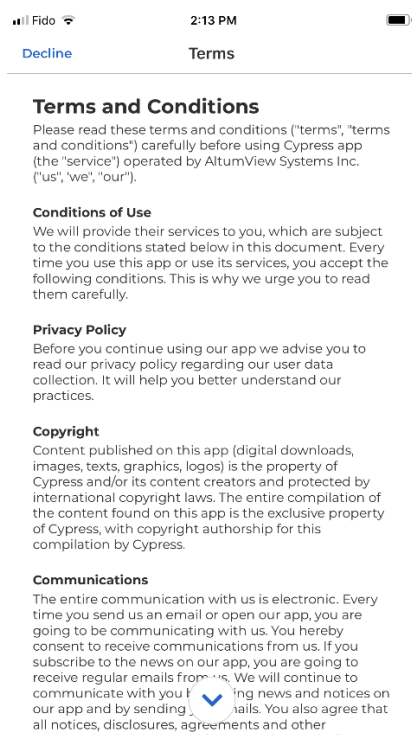 Fido
2:13 PM
Decline
Terms
Terms and Conditions
Please read these terms and conditions ("terms", "terms
and conditions") carefully before using Cypress app
(the "service") operated by AltumView Systems Inc.
("us", 'we", "our").
Conditions of Use
We will provide their services to you, which are subject
to the conditions stated below in this document. Every
time you use this app or use its services, you accept the
following conditions. This is why we urge you to read
them carefully.
Privacy Policy
Before you continue using our app we advise you to
read our privacy policy regarding our user data
collection. It will help you better understand our
practices.
Copyright
Content published on this app (digital downloads,
images, texts, graphics, logos) is the property of
Cypress and/or its content creators and protected by
international copyright laws. The entire compilation of
the content found on this app is the exclusive property
of Cypress, with copyright authorship for this
compilation by Cypress.
Communications
The entire communication with us is electronic. Every
time you send us an email or open our app, you are
going to be communicating with us. You hereby
consent to receive communications from us. If you
subscribe to the news on our app, you are going to
receive regular emails from us. We will continue to
communicate with you news and notices on
our app and by sending. You also agree that
all notices, disclosures, agreements and other